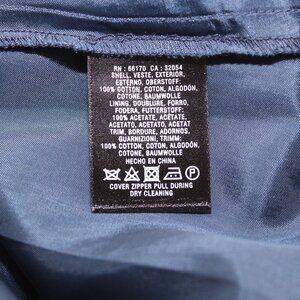 RN : 66170 CA : 32054
SHELL, VESTE, EXTERIOR,
ESTERNO, OBERSTOFF:
100% COTTON, COTON, ALGODÓN,
COTONE, BAUMWOLLE
LINING, DOUBLURE, FORRO,
FODERA, FUTTERSTOFF:
100% ACETATE, ACÉTATE,
ACETATO, ACETATO, ACETAT
TRIM, BORDURE, ADORNOS,
GUARNIZIONI, TRIMM:
100% COTTON, COTON, ALGODÓN,
COTONE, BAUMWOLLE
HECHO EN CHINA
P
COVER ZIPPER PULL DURING
DRY CLEANING